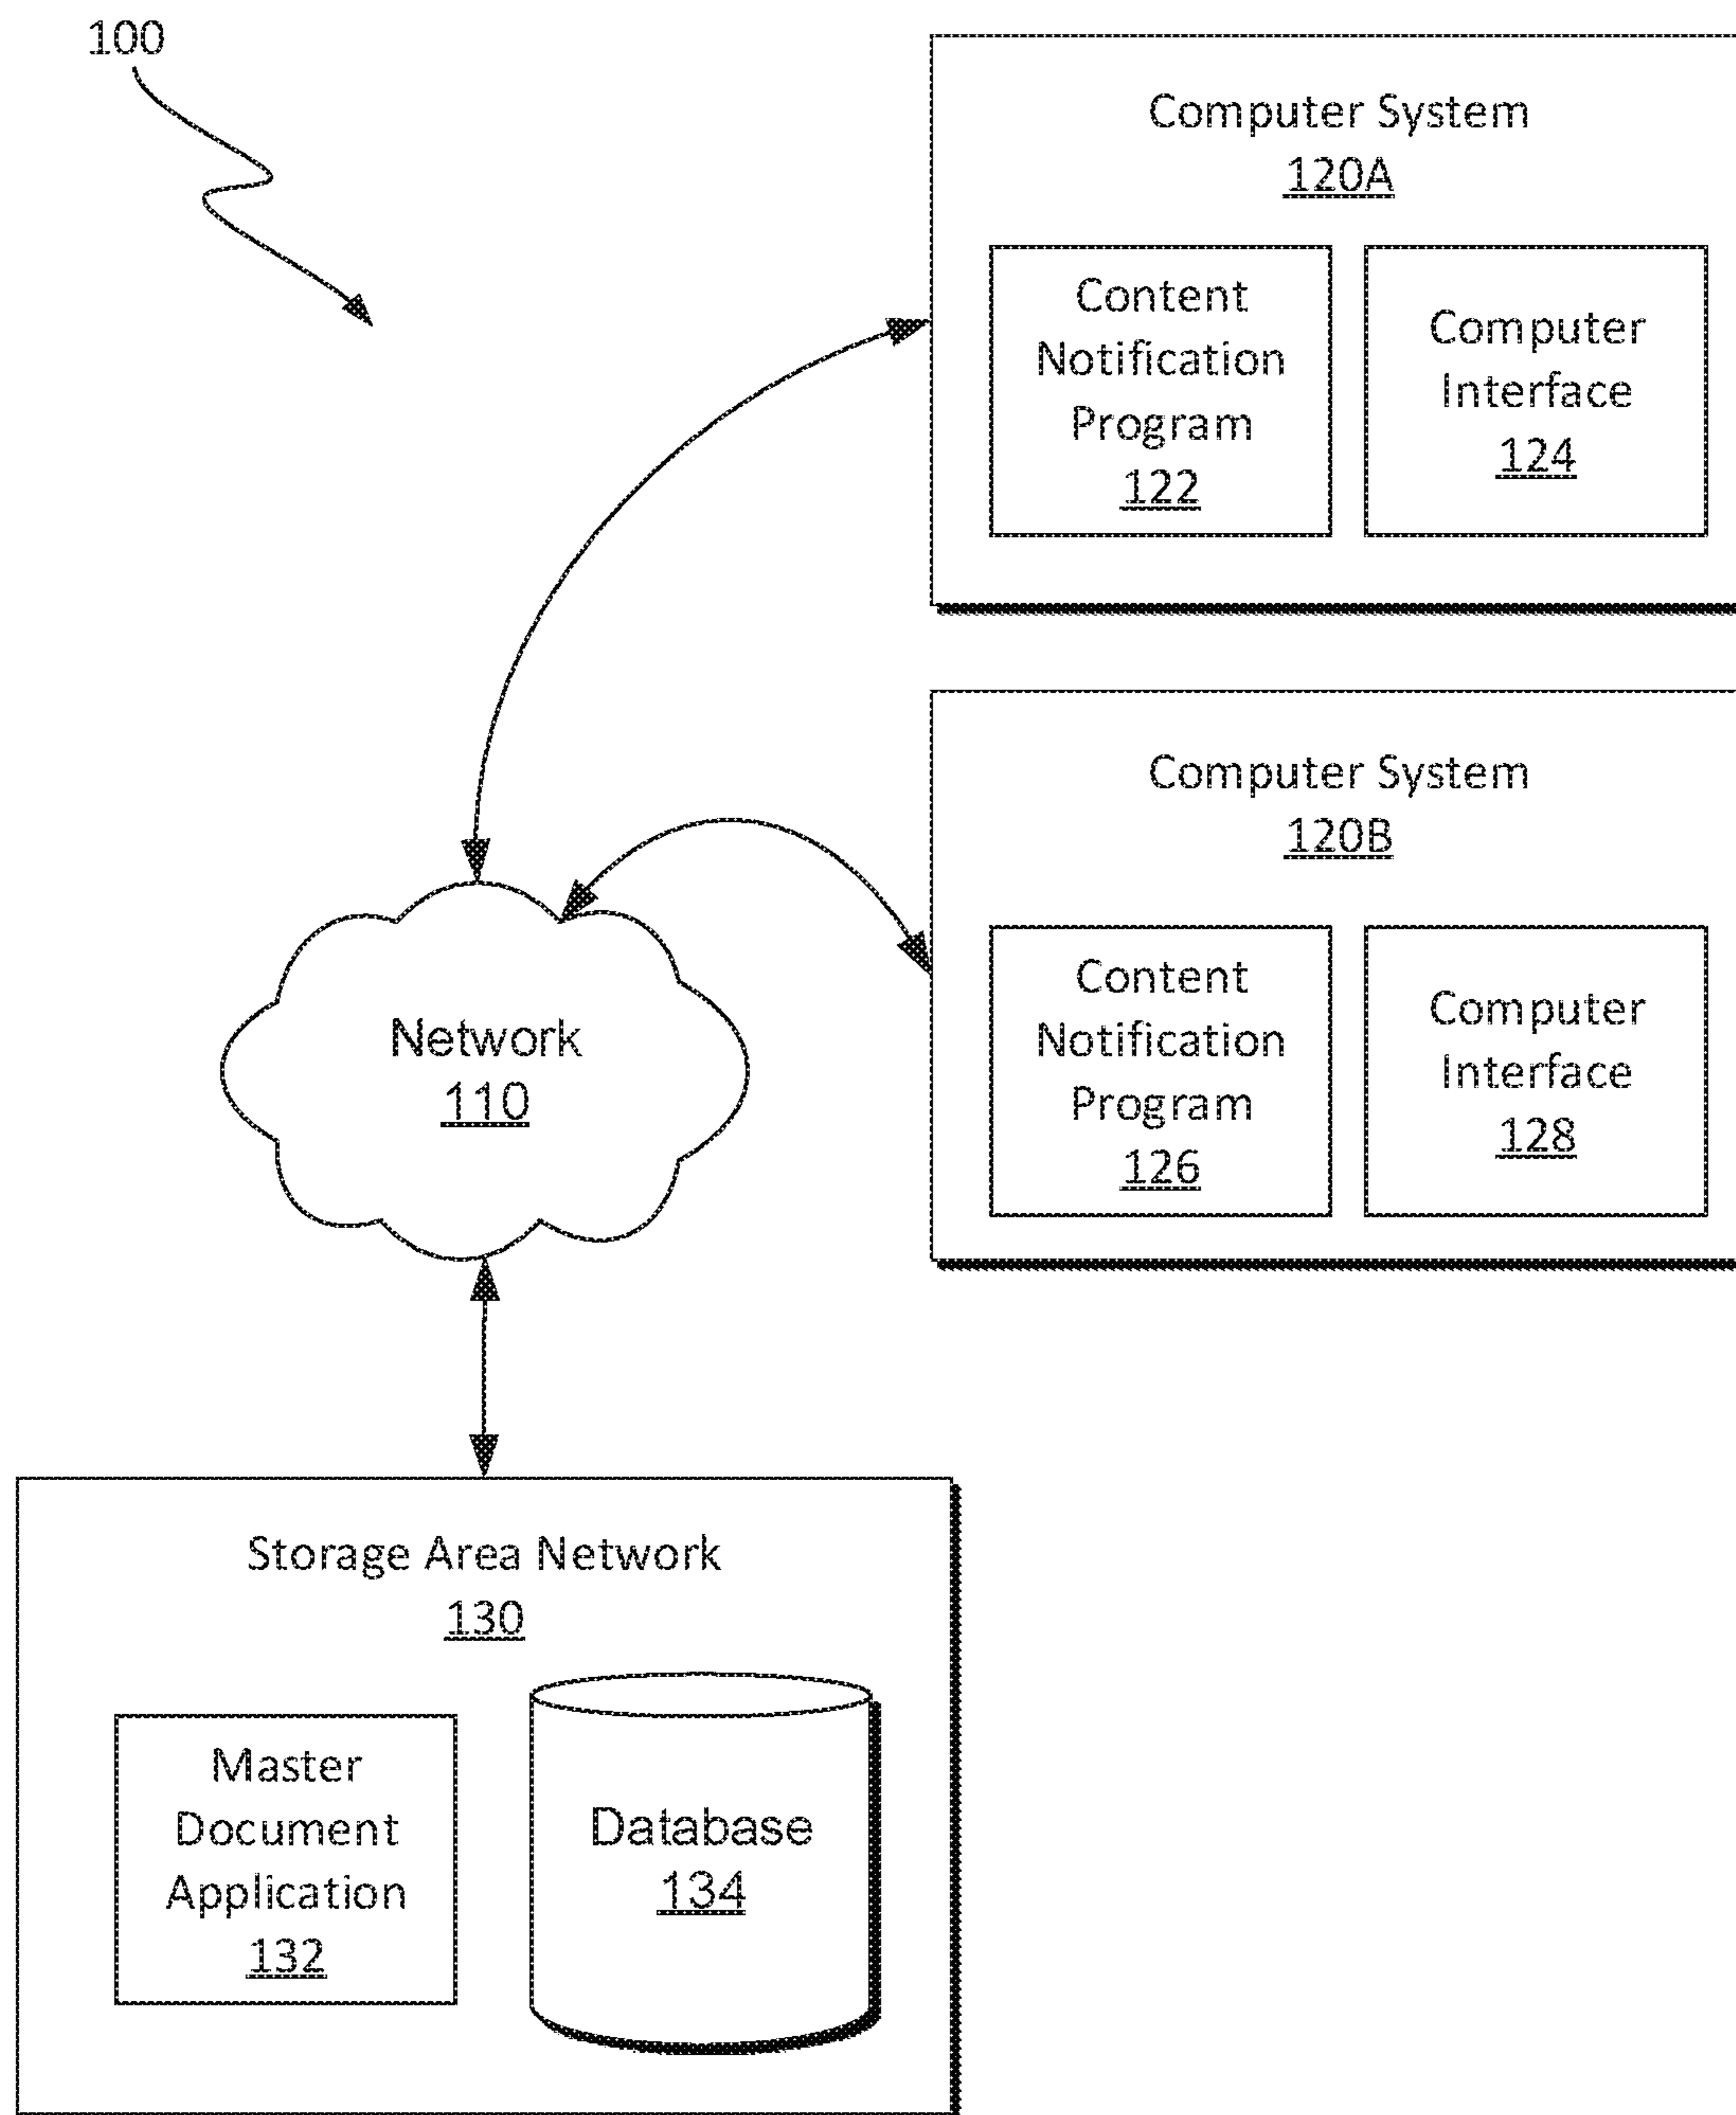 100
Computer System
120A
Content
Notification
Program
122
Computer
Interface
124
Computer System
120B
Content
Notification
Program
126
Computer
Interface
128
Network
110
Storage Area Network
130
Master
Document
Application
132
Database
134